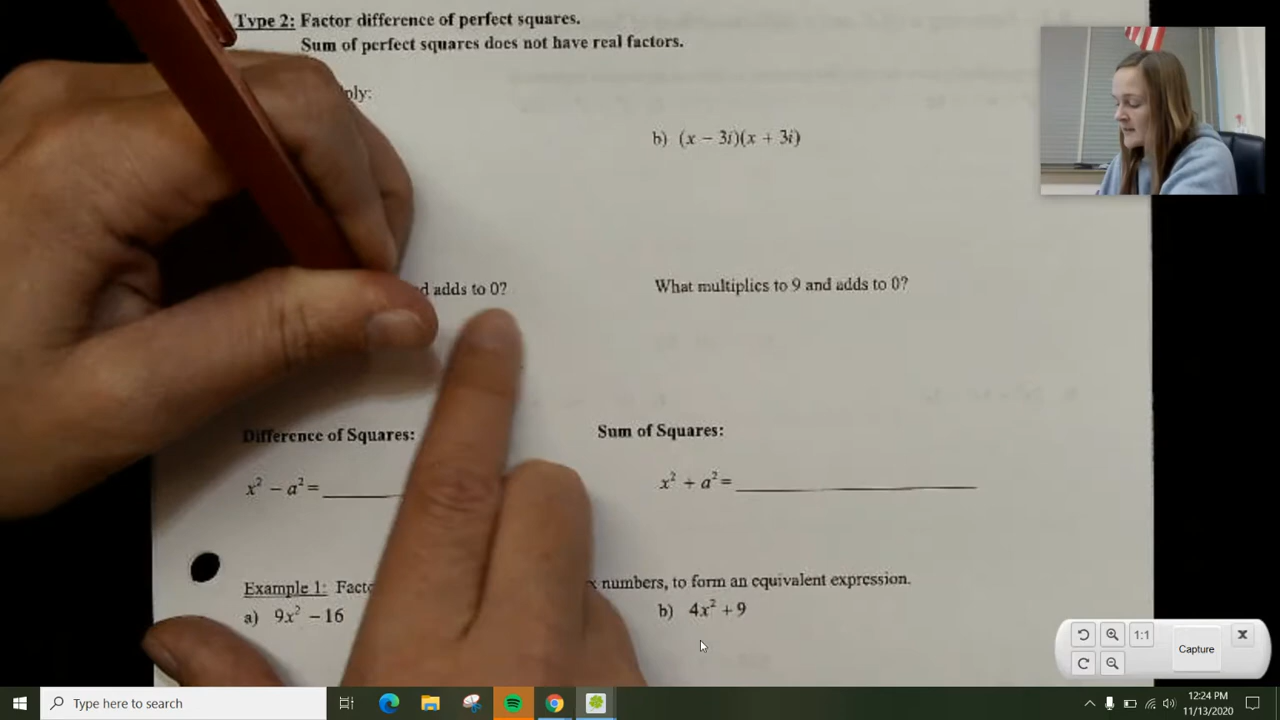 Type 2: Factor difference of perfect squares.
Sum of perfect squares does not have real factors.
b) (x − 3i)(x + 3i)
adds to 0?
What multiplies to 9 and adds to 0?
Difference of Squares:
Sum of Squares:
x² − a² = ______
x² + a² = ______________
Example 1:
numbers, to form an equivalent expression.
a) 9x² − 16
b) 4x² + 9
1:1
Capture
X
Type here to search
12:24 PM
11/13/2020